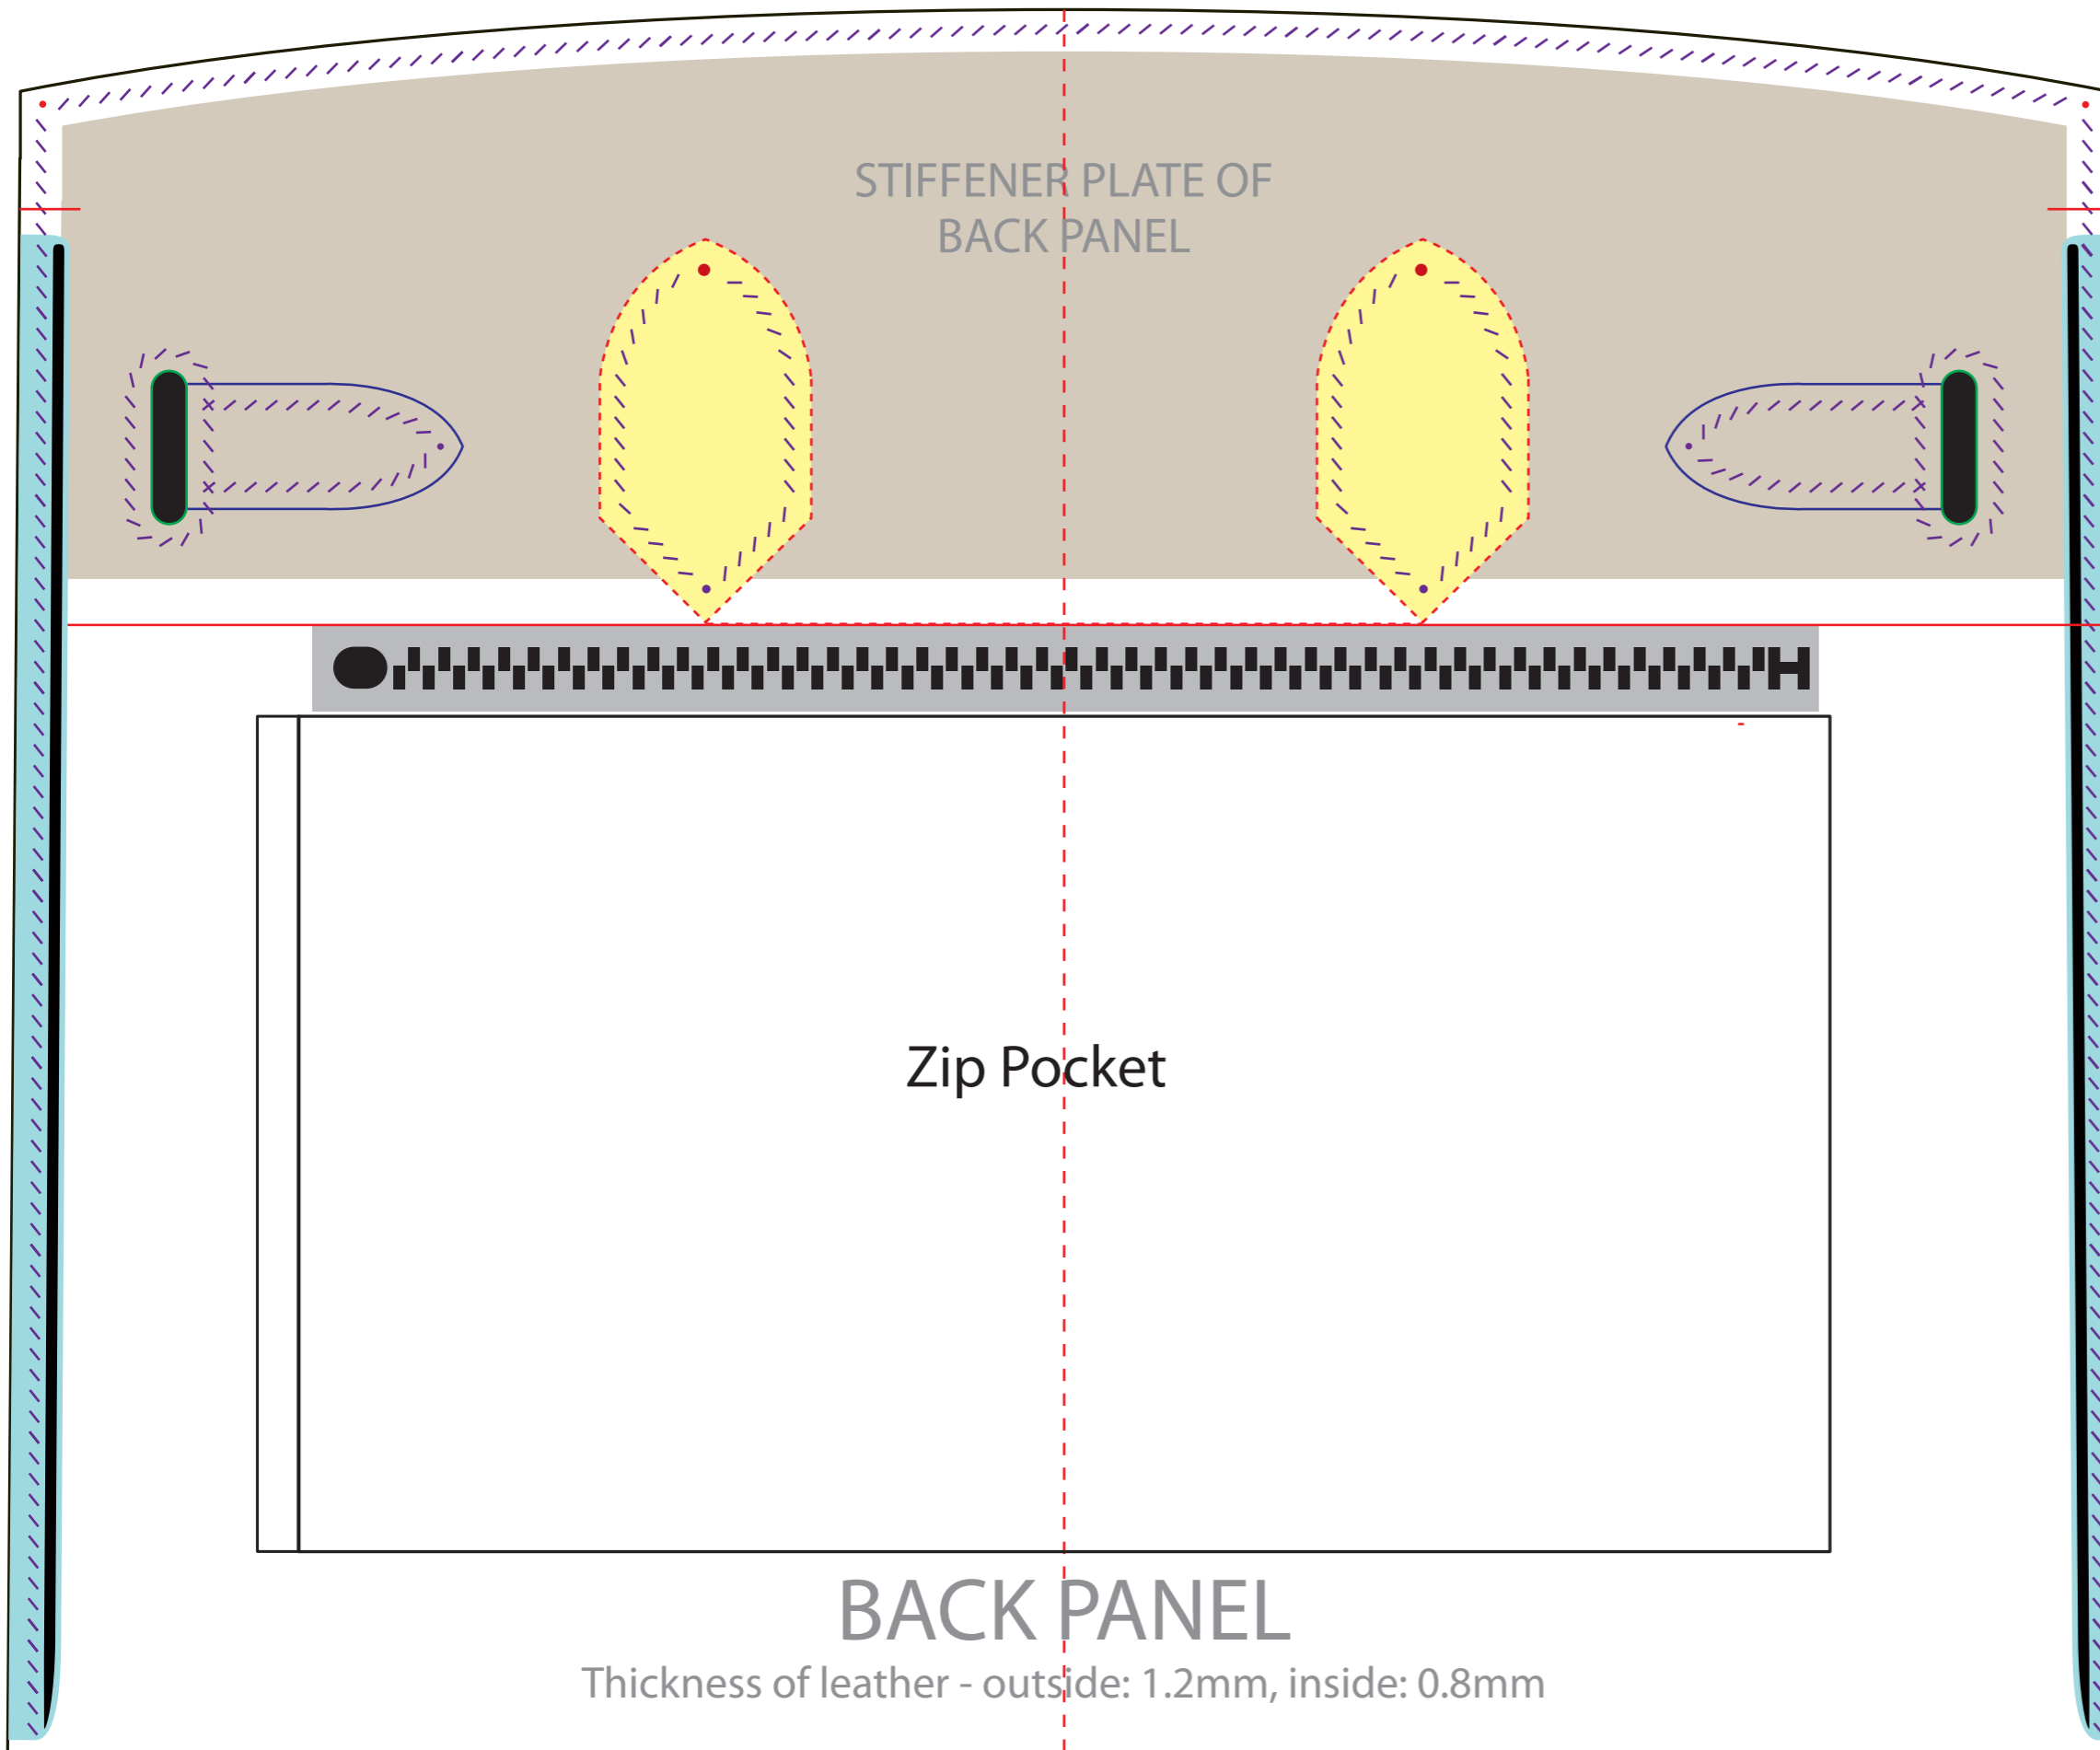 STIFFENER PLATE OF
BACK PANEL
Zip Pocket
BACK PANEL
Thickness of leather - outside: 1.2mm, inside: 0.8mm